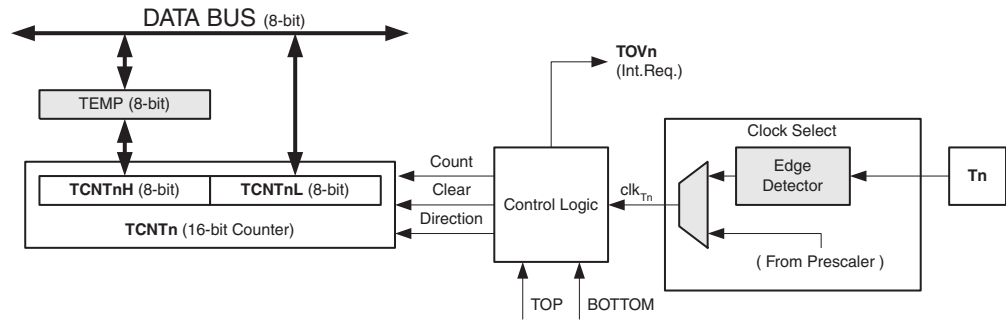 DATA BUS (8-bit)
TEMP (8-bit)
TCNTnH (8-bit)
TCNTnL (8-bit)
TCNTn (16-bit Counter)
Count
Clear
Direction
Control Logic
TOVn
(Int.Req.)
TOP
BOTTOM
clkTn
Clock Select
Edge
Detector
( From Prescaler )
Tn